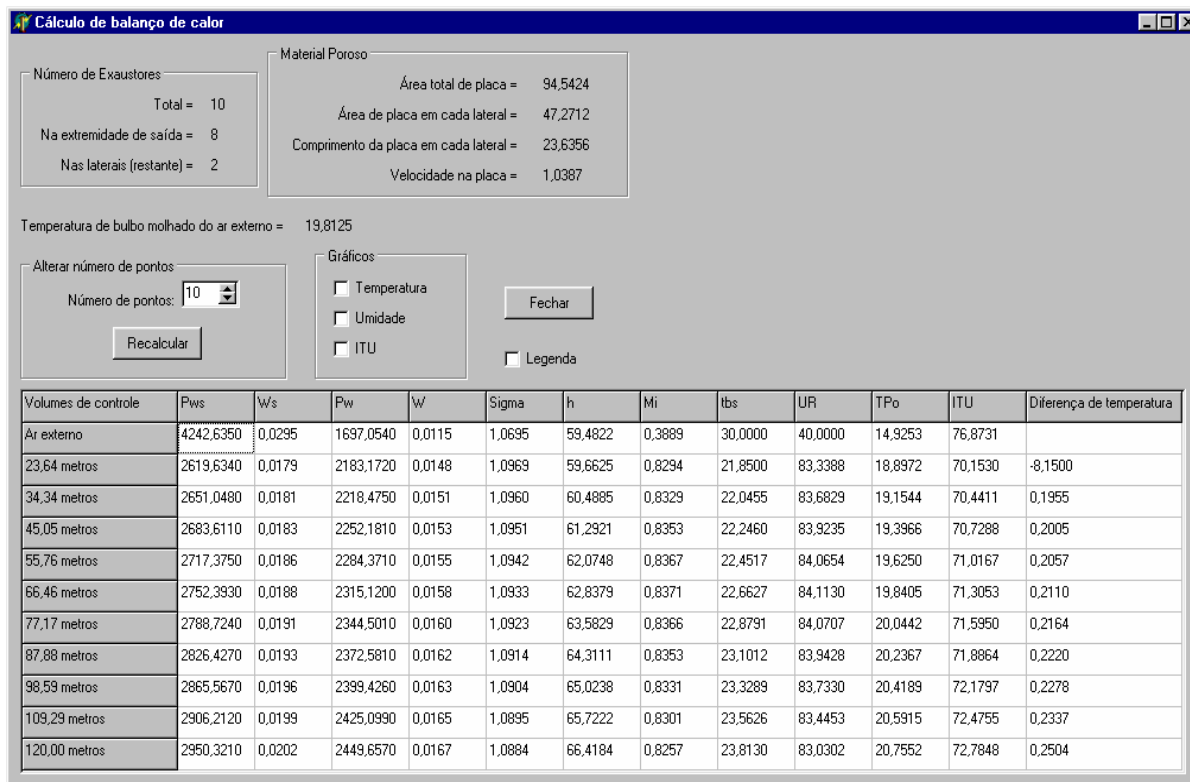 Cálculo de balanço de calor
Número de Exaustores
Total = 10
Na extremidade de saída = 8
Nas laterais (restante) = 2
Material Poroso
Área total de placa = 94,5424
Área de placa em cada lateral = 47,2712
Comprimento da placa em cada lateral = 23,6356
Velocidade na placa = 1,0387
Temperatura de bulbo molhado do ar externo = 19,8125
Alterar número de pontos
Número de pontos: 10
Recalcular
Gráficos
Temperatura
Umidade
ITU
Fechar
Legenda
Volumes de controle Pws Ws Pw W Sigma h Mi tbs UR TPo ITU Diferença de temperatura
Ar externo 4242,6350 0,0295 1697,0540 0,0115 1,0695 59,4822 0,3889 30,0000 40,0000 14,9253 76,8731
23,64 metros 2619,6340 0,0179 2183,1720 0,0148 1,0969 59,6625 0,8294 21,8500 83,3388 18,8972 70,1530 -8,1500
34,34 metros 2651,0480 0,0181 2218,4750 0,0151 1,0960 60,4885 0,8329 22,0455 83,6829 19,1544 70,4411 0,1955
45,05 metros 2683,6110 0,0183 2252,1810 0,0153 1,0951 61,2921 0,8353 22,2460 83,9235 19,3966 70,7288 0,2005
55,76 metros 2717,3750 0,0186 2284,3710 0,0155 1,0942 62,0748 0,8367 22,4517 84,0654 19,6250 71,0167 0,2057
66,46 metros 2752,3930 0,0188 2315,1200 0,0158 1,0933 62,8379 0,8371 22,6627 84,1130 19,8405 71,3053 0,2110
77,17 metros 2788,7240 0,0191 2344,5010 0,0160 1,0923 63,5829 0,8366 22,8791 84,0707 20,0442 71,5950 0,2164
87,88 metros 2826,4270 0,0193 2372,5810 0,0162 1,0914 64,3111 0,8353 23,1012 83,9428 20,2367 71,8864 0,2220
98,59 metros 2865,5670 0,0196 2399,4260 0,0163 1,0904 65,0238 0,8331 23,3289 83,7330 20,4189 72,1797 0,2278
109,29 metros 2906,2120 0,0199 2425,0990 0,0165 1,0895 65,7222 0,8301 23,5626 83,4453 20,5915 72,4755 0,2337
120,00 metros 2950,3210 0,0202 2449,6570 0,0167 1,0884 66,4184 0,8257 23,8130 83,0302 20,7552 72,7848 0,2504